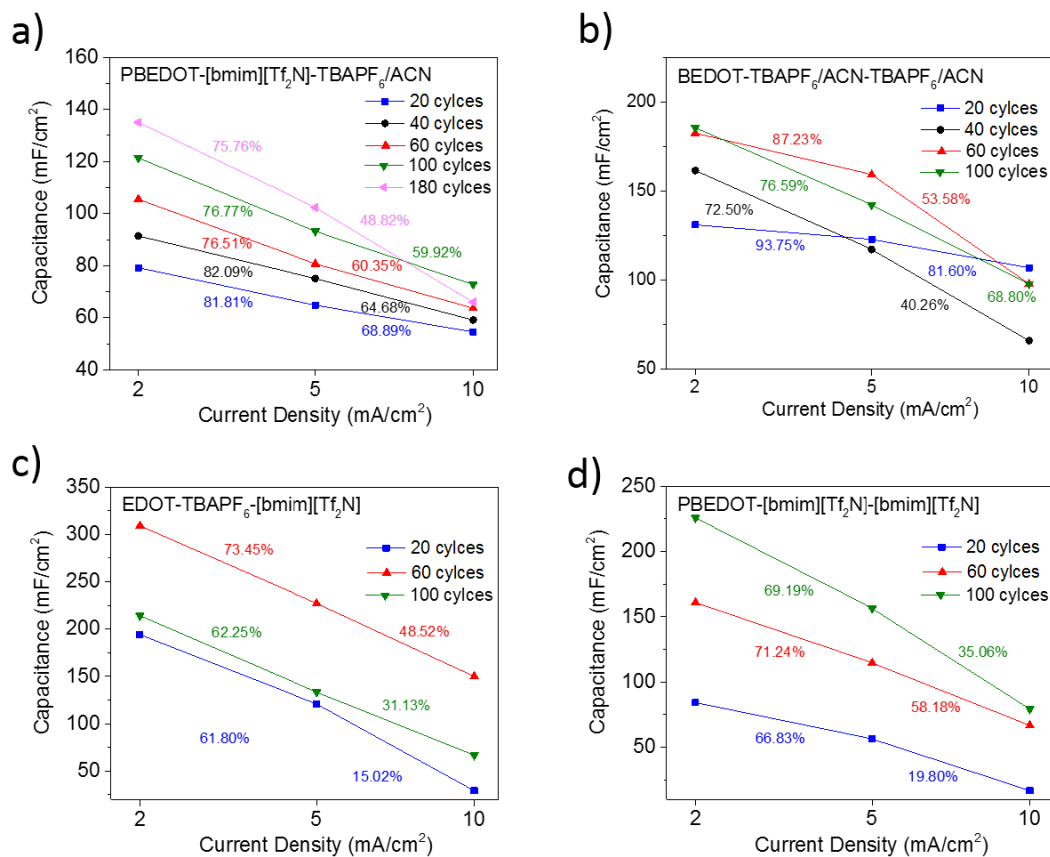 a)
PBEDOT-[bmim][Tf₂N]-TBAPF₆/ACN
20 cylces
40 cylces
60 cylces
100 cylces
180 cylces
160
140
120
100
80
60
40
75.76%
76.77%
48.82%
76.51%
59.92%
60.35%
82.09%
64.68%
81.81%
68.89%
2
5
10
Capacitance (mF/cm²)
Current Density (mA/cm²)
b)
BEDOT-TBAPF₆/ACN-TBAPF₆/ACN
20 cylces
40 cylces
60 cylces
100 cylces
200
150
100
50
87.23%
76.59%
53.58%
72.50%
93.75%
81.60%
68.80%
40.26%
2
5
10
Capacitance (mF/cm²)
Current Density (mA/cm²)
c)
EDOT-TBAPF₆-[bmim][Tf₂N]
20 cylces
60 cylces
100 cylces
350
300
250
200
150
100
50
73.45%
62.25%
48.52%
31.13%
61.80%
15.02%
2
5
10
Capacitance (mF/cm²)
Current Density (mA/cm²)
d)
PBEDOT-[bmim][Tf₂N]-[bmim][Tf₂N]
20 cylces
60 cylces
100 cylces
250
200
150
100
50
69.19%
35.06%
71.24%
58.18%
66.83%
19.80%
2
5
10
Capacitance (mF/cm²)
Current Density (mA/cm²)